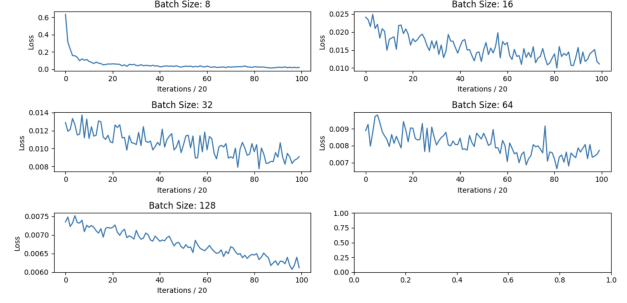 Batch Size: 8
Loss
0.6
0.4
0.2
0.0
0 20 40 60 80 100
Iterations / 20
Batch Size: 16
Loss
0.025
0.020
0.015
0.010
0 20 40 60 80 100
Iterations / 20
Batch Size: 32
Loss
0.014
0.012
0.010
0.008
0 20 40 60 80 100
Iterations / 20
Batch Size: 64
Loss
0.009
0.008
0.007
0 20 40 60 80 100
Iterations / 20
Batch Size: 128
Loss
0.0075
0.0070
0.0065
0.0060
0 20 40 60 80 100
Iterations / 20
1.00
0.75
0.50
0.25
0.00
0.0 0.2 0.4 0.6 0.8 1.0